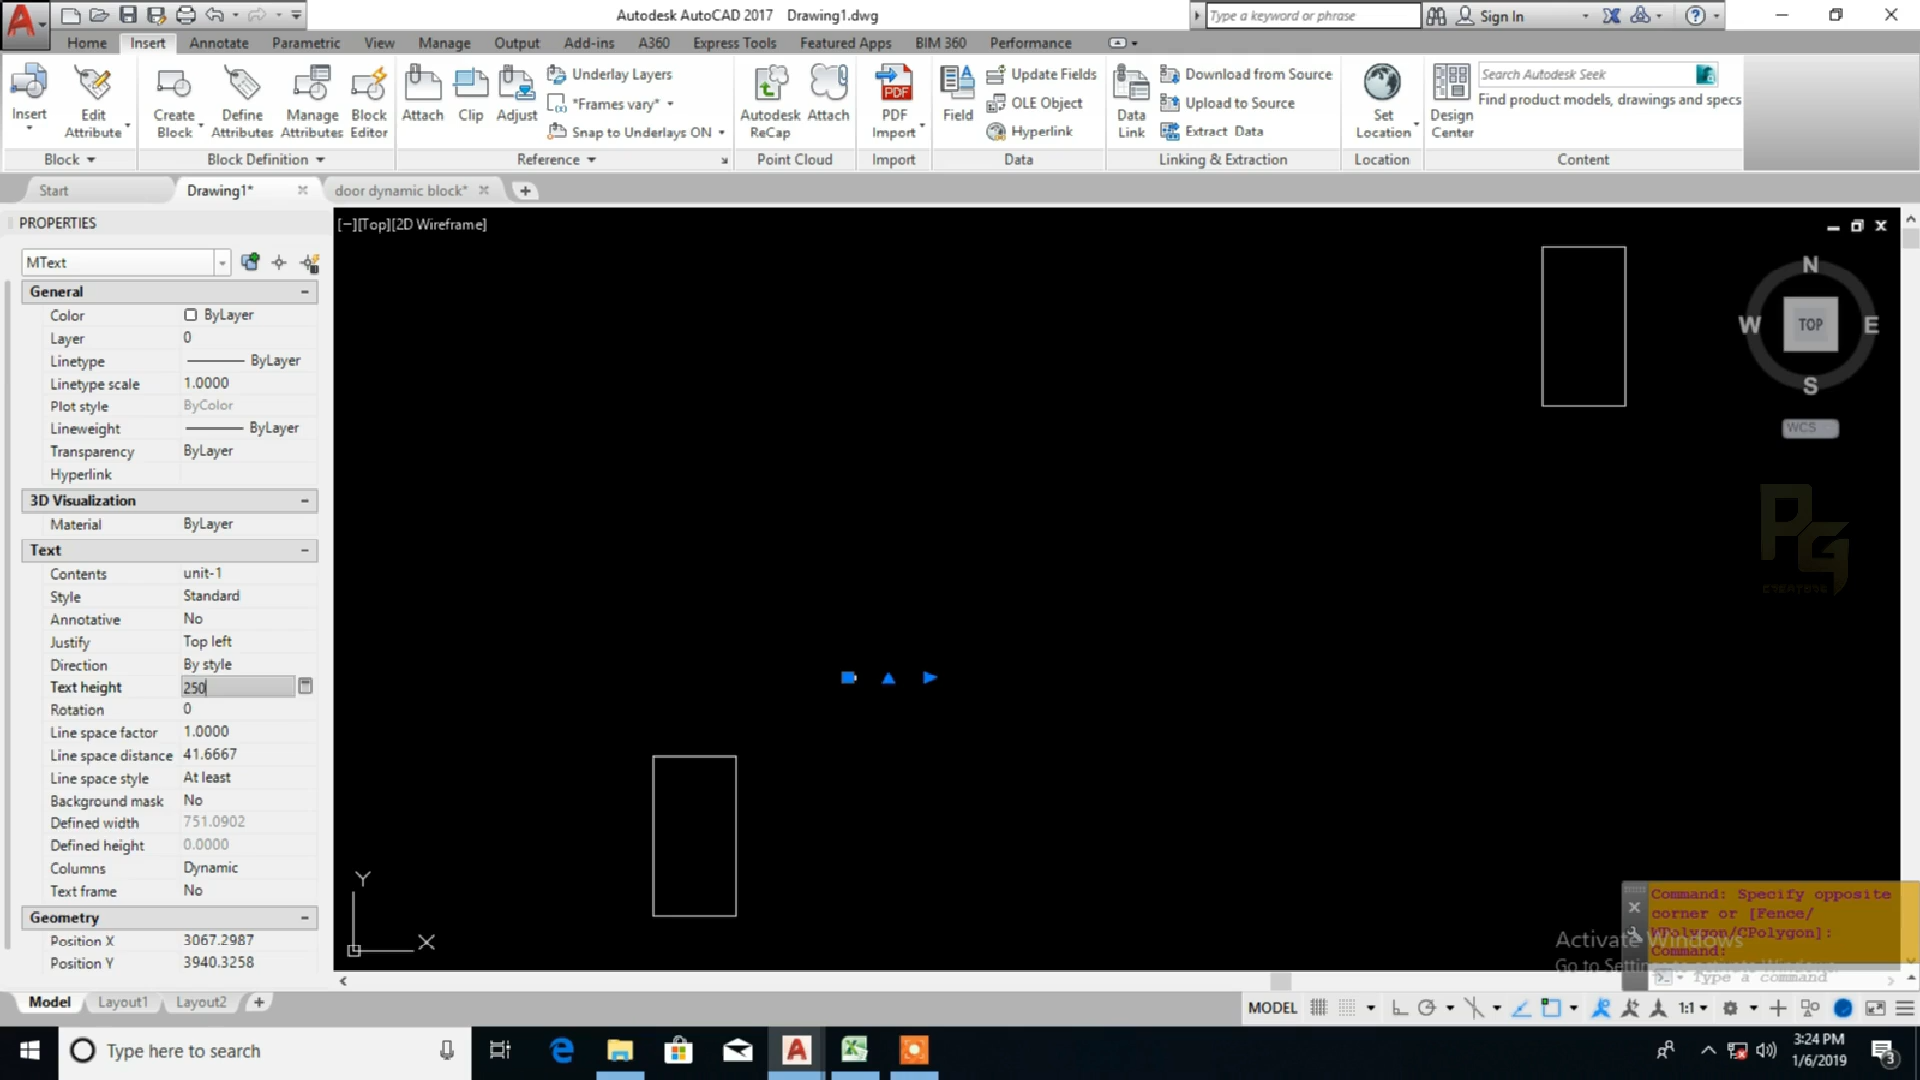 Autodesk AutoCAD 2017 Drawing1.dwg
Type a keyword or phrase
Sign In
Home Insert Annotate Parametric View Manage Output Add-ins A360 Express Tools Featured Apps BIM 360 Performance
Insert
Edit Attribute
Create Block
Define Attributes
Manage Attributes
Block Editor
Attach
Clip
Adjust
Underlay Layers
*Frames vary*
Snap to Underlays ON
Autodesk ReCap
Attach
PDF Import
Field
Update Fields
OLE Object
Hyperlink
Data Link
Download from Source
Upload to Source
Extract Data
Set Location
Design Center
Search Autodesk Seek
Find product models, drawings and specs
Block Block Definition Reference Point Cloud Import Data Linking & Extraction Location Content
Start Drawing1* door dynamic block*
PROPERTIES
MText
General
Color ByLayer
Layer 0
Linetype ByLayer
Linetype scale 1.0000
Plot style ByColor
Lineweight ByLayer
Transparency ByLayer
Hyperlink
3D Visualization
Material ByLayer
Text
Contents unit-1
Style Standard
Annotative No
Justify Top left
Direction By style
Text height 250
Rotation 0
Line space factor 1.0000
Line space distance 41.6667
Line space style At least
Background mask No
Defined width 751.0902
Defined height 0.0000
Columns Dynamic
Text frame No
Geometry
Position X 3067.2987
Position Y 3940.3258
[−][Top][2D Wireframe]
N
W TOP E
S
WCS
PG
CREATIVE
Y
X
Command: Specify opposite
corner or [Fence/
WPolygon/CPolygon]:
Command:
Type a command
Activate Windows
Go to Settings to activate Windows.
Model Layout1 Layout2
MODEL 1:1
Type here to search
3:24 PM
1/6/2019
3